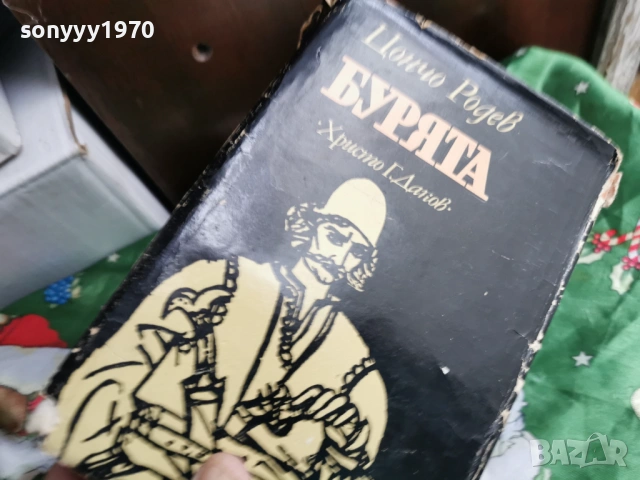 sonyyy1970
Цончо Родев
БУРЯТА
·Христо Г. Данов·
BAZAR